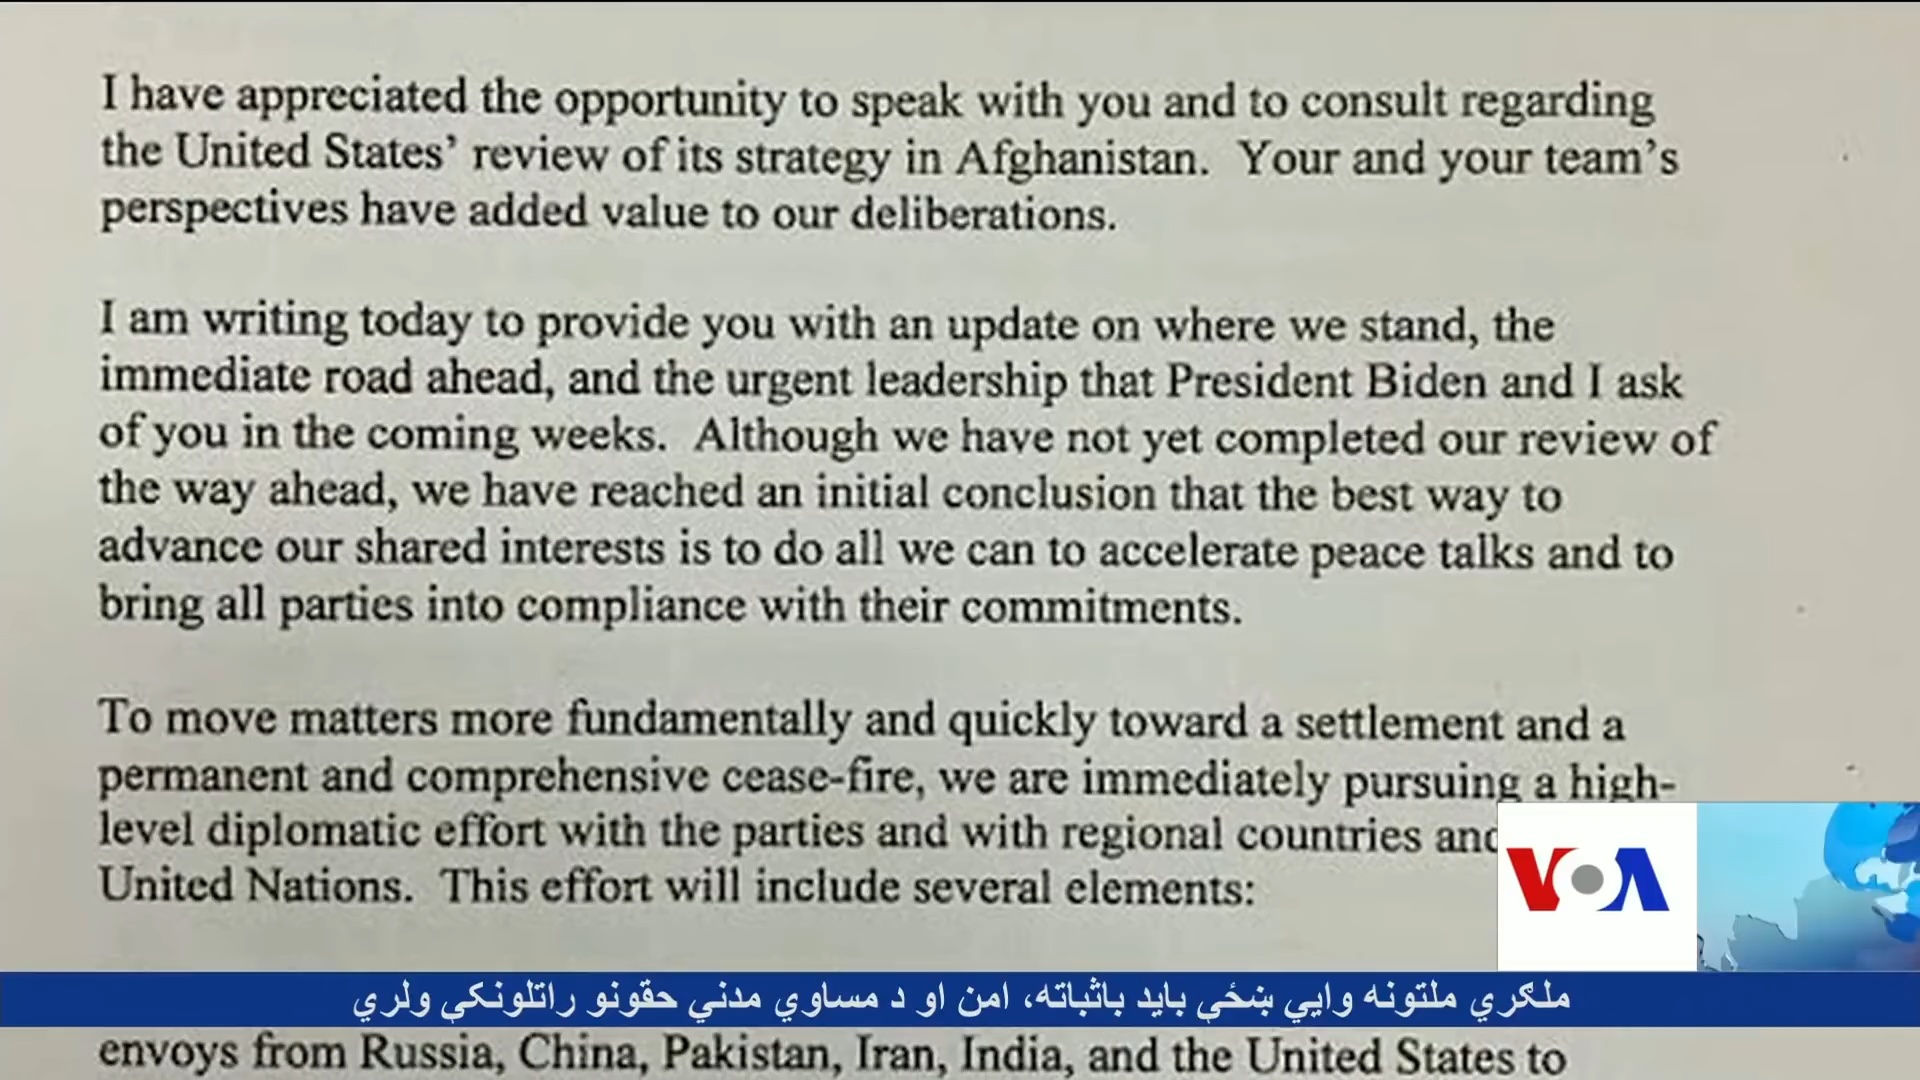 I have appreciated the opportunity to speak with you and to consult regarding
the United States’ review of its strategy in Afghanistan. Your and your team’s
perspectives have added value to our deliberations.
I am writing today to provide you with an update on where we stand, the
immediate road ahead, and the urgent leadership that President Biden and I ask
of you in the coming weeks. Although we have not yet completed our review of
the way ahead, we have reached an initial conclusion that the best way to
advance our shared interests is to do all we can to accelerate peace talks and to
bring all parties into compliance with their commitments.
To move matters more fundamentally and quickly toward a settlement and a
permanent and comprehensive cease-fire, we are immediately pursuing a high-
level diplomatic effort with the parties and with regional countries and
United Nations. This effort will include several elements:
VOA
ملګري ملتونه وايي ښځې بايد باثباته، امن او د مساوي مدني حقونو راتلونکې ولري
envoys from Russia, China, Pakistan, Iran, India, and the United States to